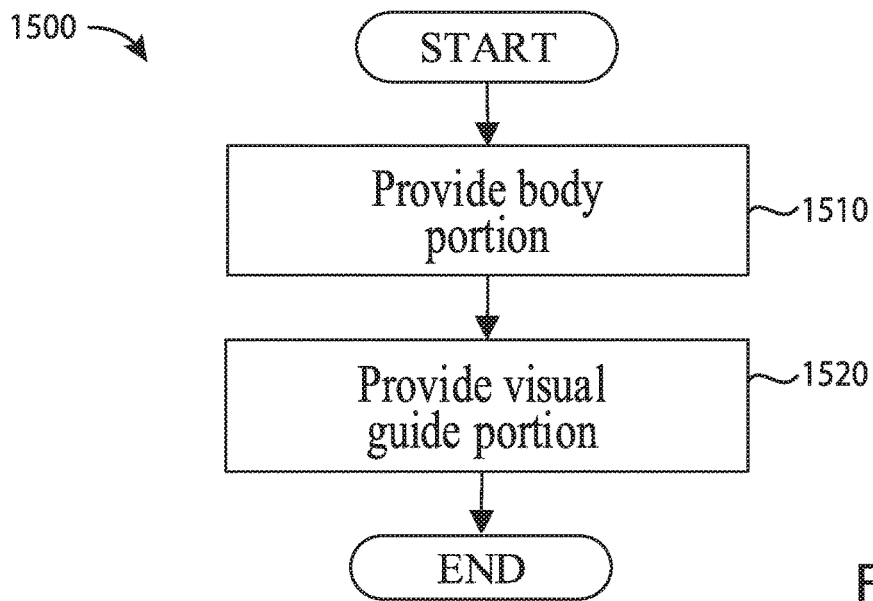 1500
START
Provide body
portion
1510
Provide visual
guide portion
1520
END
F